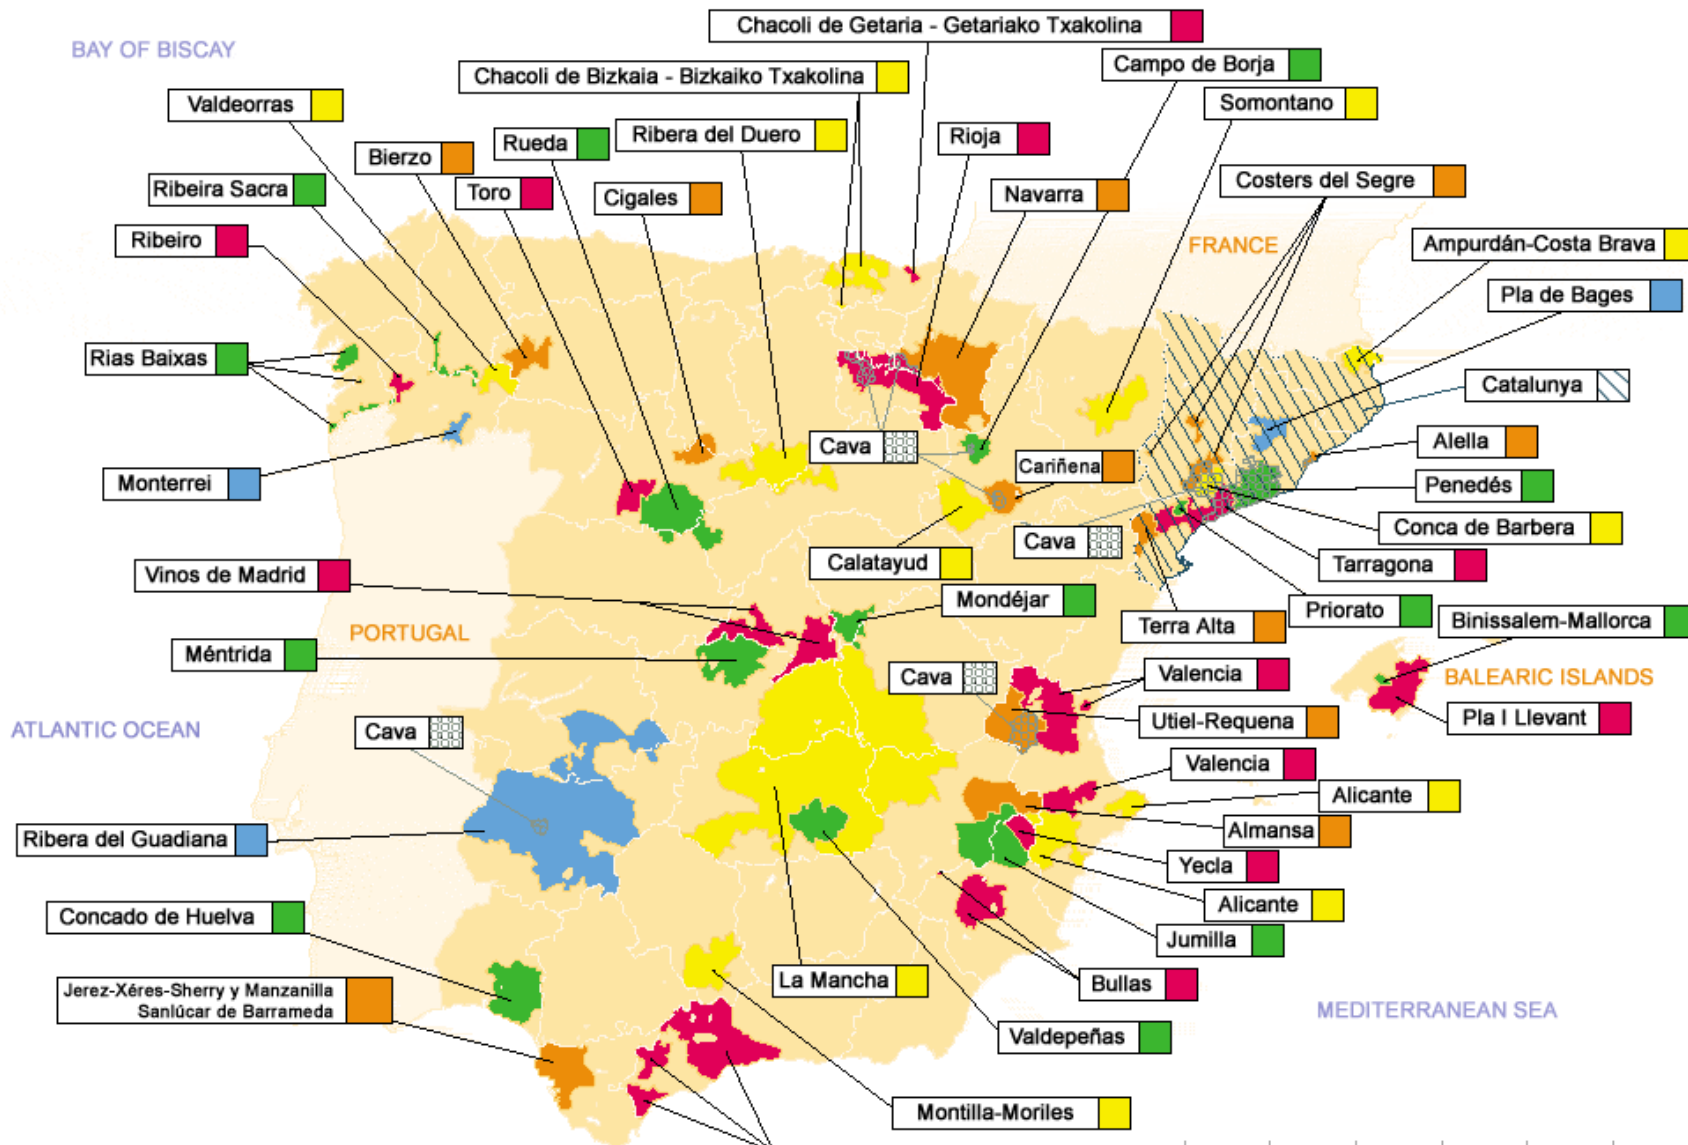 Chacoli de Getaria - Getariako Txakolina
BAY OF BISCAY
Campo de Borja
Chacoli de Bizkaia - Bizkaiko Txakolina
Valdeorras
Somontano
Ribera del Duero
Rioja
Rueda
Bierzo
Costers del Segre
Ribeira Sacra
Toro
Cigales
Navarra
Ribeiro
FRANCE
Ampurdán-Costa Brava
Pla de Bages
Rias Baixas
Catalunya
Cava
Alella
Cariñena
Monterrei
Penedés
Conca de Barbera
Cava
Calatayud
Tarragona
Vinos de Madrid
Mondéjar
Priorato
Binissalem-Mallorca
Terra Alta
PORTUGAL
Méntrida
Cava
Valencia
BALEARIC ISLANDS
Utiel-Requena
Pla I Llevant
ATLANTIC OCEAN
Cava
Valencia
Alicante
Ribera del Guadiana
Almansa
Yecla
Alicante
Concado de Huelva
Jumilla
La Mancha
Bullas
Jerez-Xéres-Sherry y Manzanilla
Sanlúcar de Barrameda
MEDITERRANEAN SEA
Valdepeñas
Montilla-Moriles